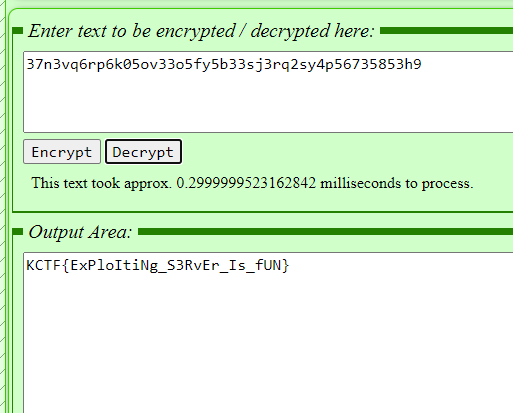 Enter text to be encrypted / decrypted here:
37n3vq6rp6k05ov33o5fy5b33sj3rq2sy4p56735853h9
Encrypt Decrypt
This text took approx. 0.2999999523162842 milliseconds to process.
Output Area:
KCTF{ExPloItiNg_S3RvEr_Is_fUN}